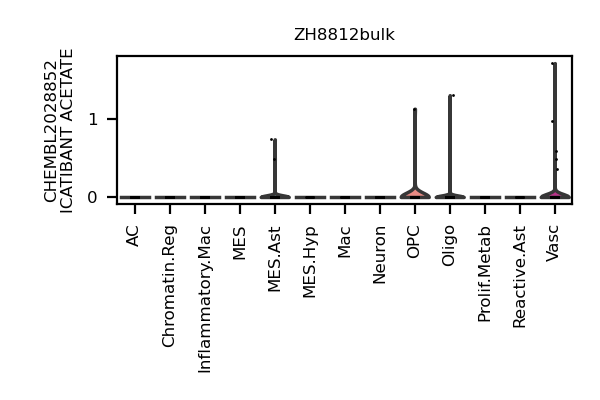 ZH8812bulk
CHEMBL2028852
ICATIBANT ACETATE
1
0
AC
Chromatin.Reg
Inflammatory.Mac
MES
MES.Ast
MES.Hyp
Mac
Neuron
OPC
Oligo
Prolif.Metab
Reactive.Ast
Vasc